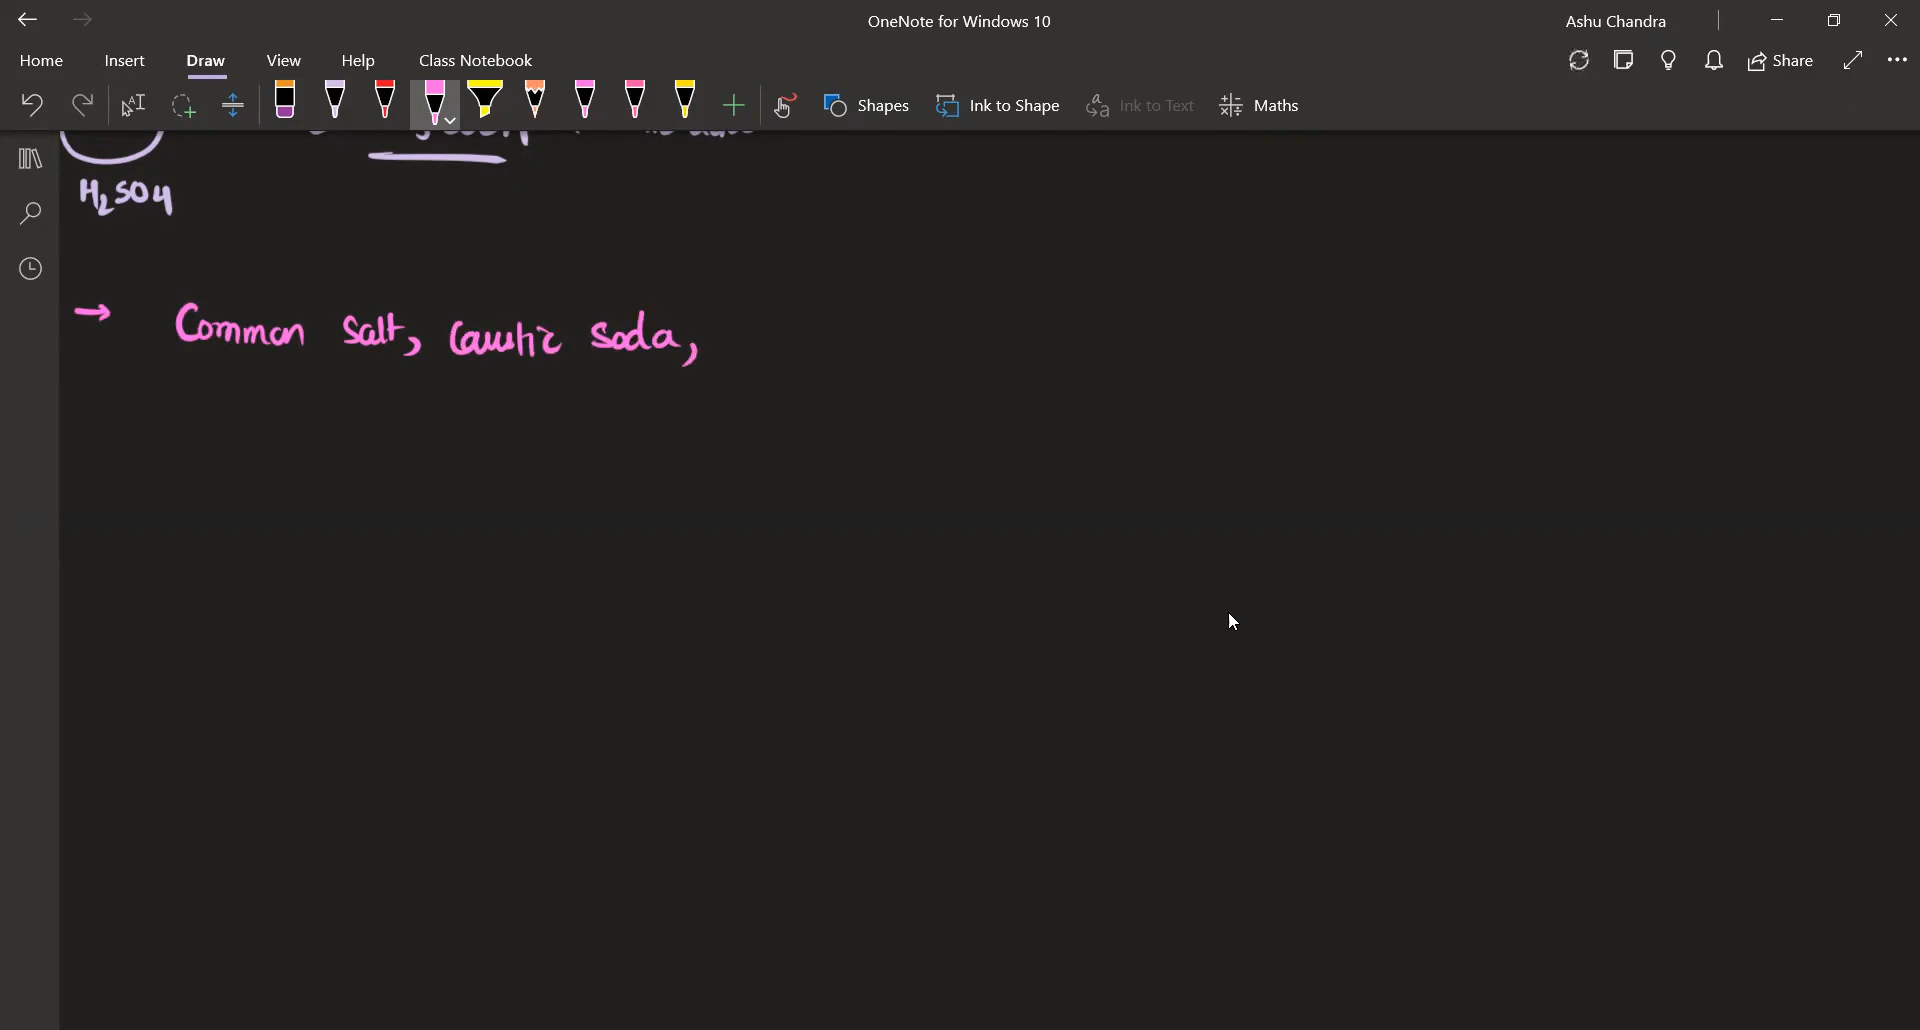 OneNote for Windows 10
Ashu Chandra
Home Insert Draw View Help Class Notebook
Share
Shapes Ink to Shape Ink to Text Maths
H2SO4
→ Common Salt, Caustic Soda,